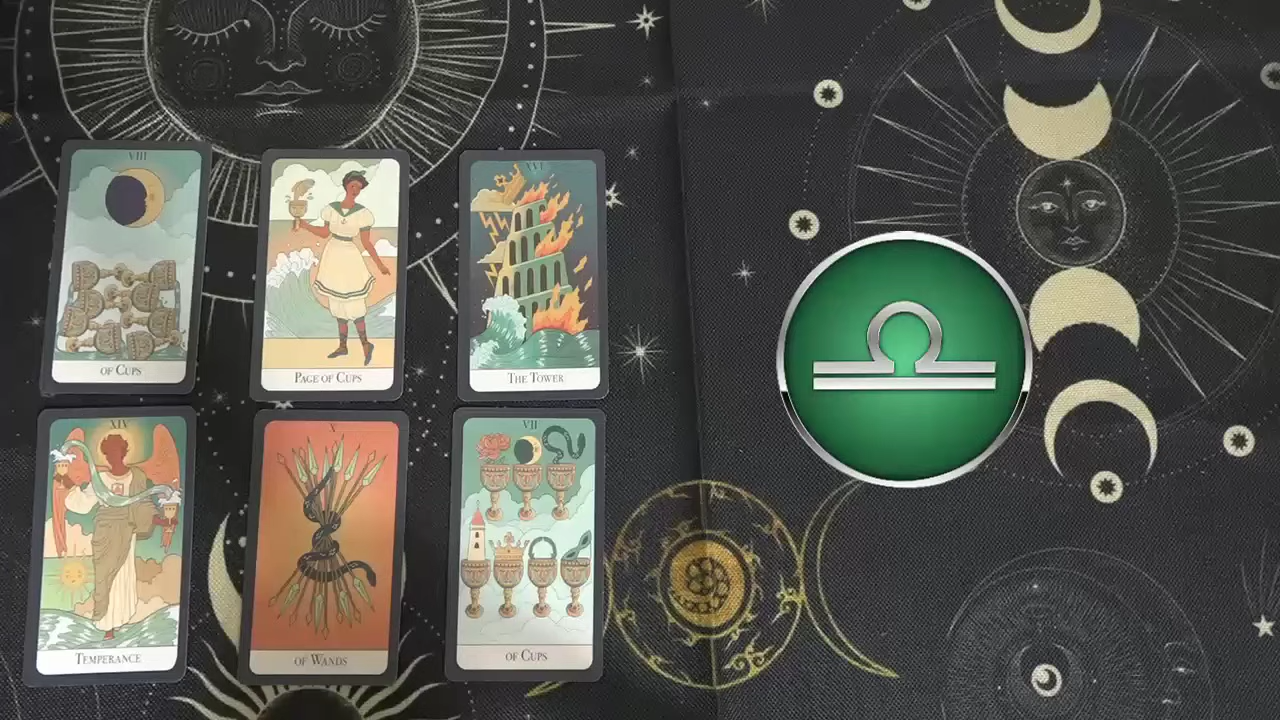 VIII
OF CUPS
PAGE OF CUPS
XVI
THE TOWER
XIV
TEMPERANCE
V
OF WANDS
VII
OF CUPS